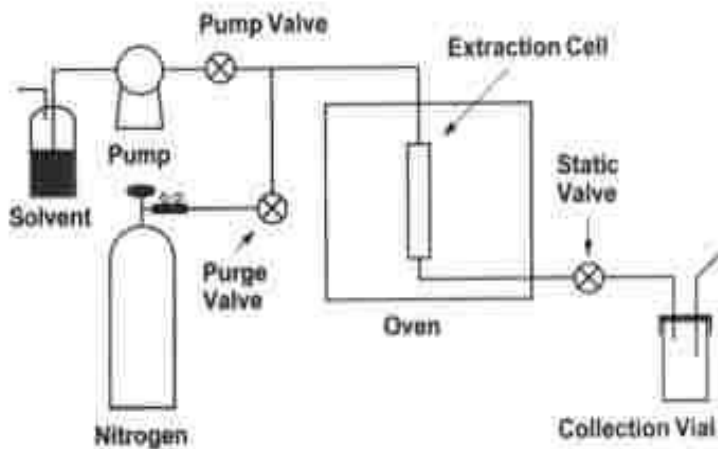 Pump Valve
Extraction Cell
Pump
Solvent
Static
Valve
Purge
Valve
Oven
Nitrogen
Collection Vial